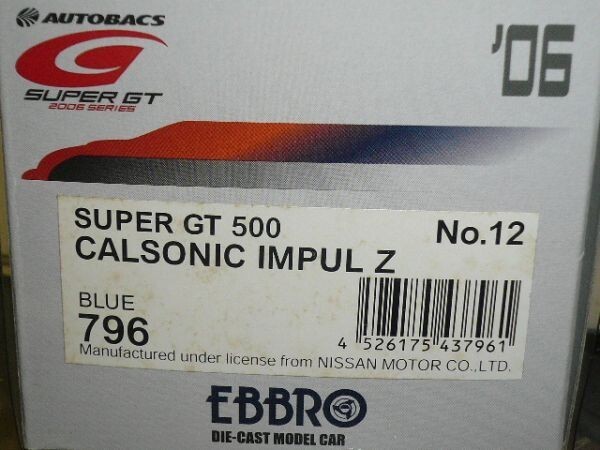 AUTOBACS
'06
SUPER GT
2006 SERIES
SUPER GT 500
No.12
CALSONIC IMPUL Z
BLUE
796
4 526175 437961
Manufactured under license from NISSAN MOTOR CO.,LTD.
EBBRO
DIE-CAST MODEL CAR